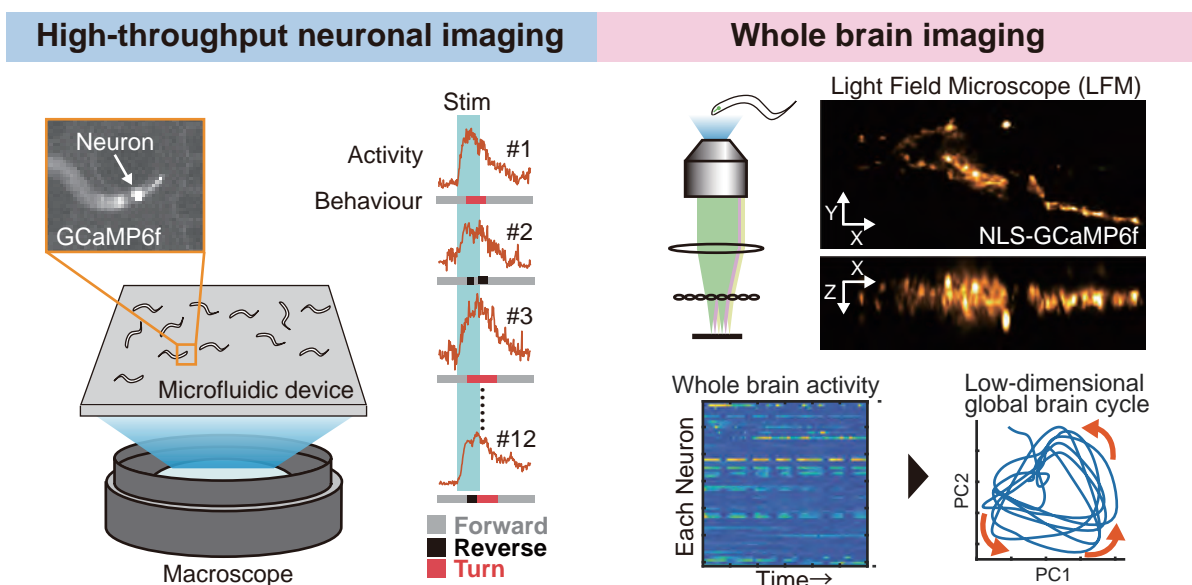 High-throughput neuronal imaging
Neuron
GCaMP6f
Microfluidic device
Macroscope
Stim
Activity
Behaviour
#1
#2
#3
#12
Forward
Reverse
Turn
Whole brain imaging
Light Field Microscope (LFM)
Y
X
NLS-GCaMP6f
X
Z
Whole brain activity
Each Neuron
Time→
Low-dimensional
global brain cycle
PC2
PC1